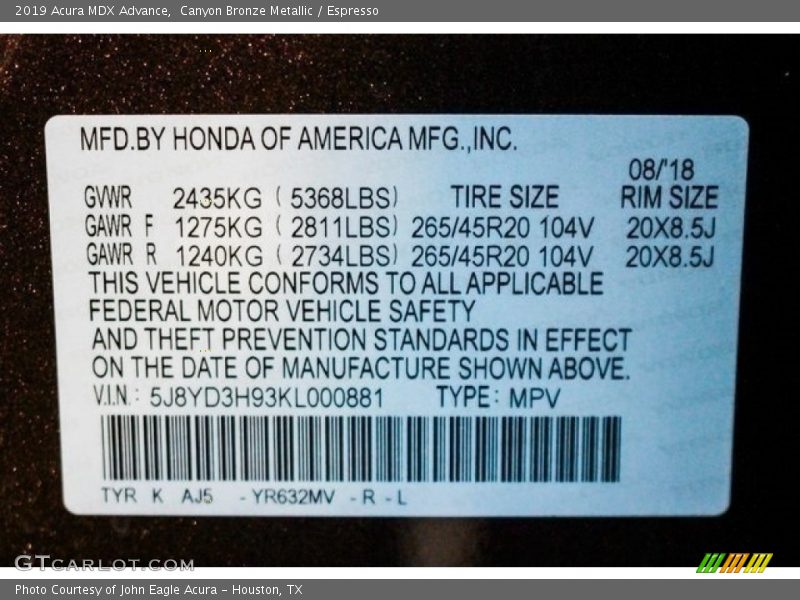 2019 Acura MDX Advance,  Canyon Bronze Metallic / Espresso
MFD.BY HONDA OF AMERICA MFG.,INC.
08/'18
GVWR 2435KG ( 5368LBS) TIRE SIZE RIM SIZE
GAWR F 1275KG ( 2811LBS) 265/45R20 104V 20X8.5J
GAWR R 1240KG ( 2734LBS) 265/45R20 104V 20X8.5J
THIS VEHICLE CONFORMS TO ALL APPLICABLE
FEDERAL MOTOR VEHICLE SAFETY
AND THEFT PREVENTION STANDARDS IN EFFECT
ON THE DATE OF MANUFACTURE SHOWN ABOVE.
V.I.N.: 5J8YD3H93KL000881 TYPE: MPV
TYR K AJ5 -YR632MV -R -L
GTCARLOT.COM
Photo Courtesy of John Eagle Acura - Houston, TX